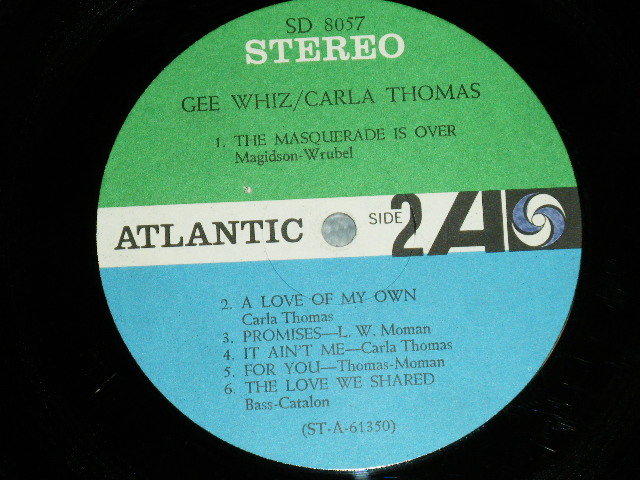 SD 8057
STEREO
GEE WHIZ/CARLA THOMAS
1. THE MASQUERADE IS OVER
Magidson-Wrubel
ATLANTIC SIDE 2 A
2. A LOVE OF MY OWN
Carla Thomas
3. PROMISES—L. W. Moman
4. IT AIN'T ME—Carla Thomas
5. FOR YOU—Thomas-Moman
6. THE LOVE WE SHARED
Bass-Catalon
(ST-A-61350)